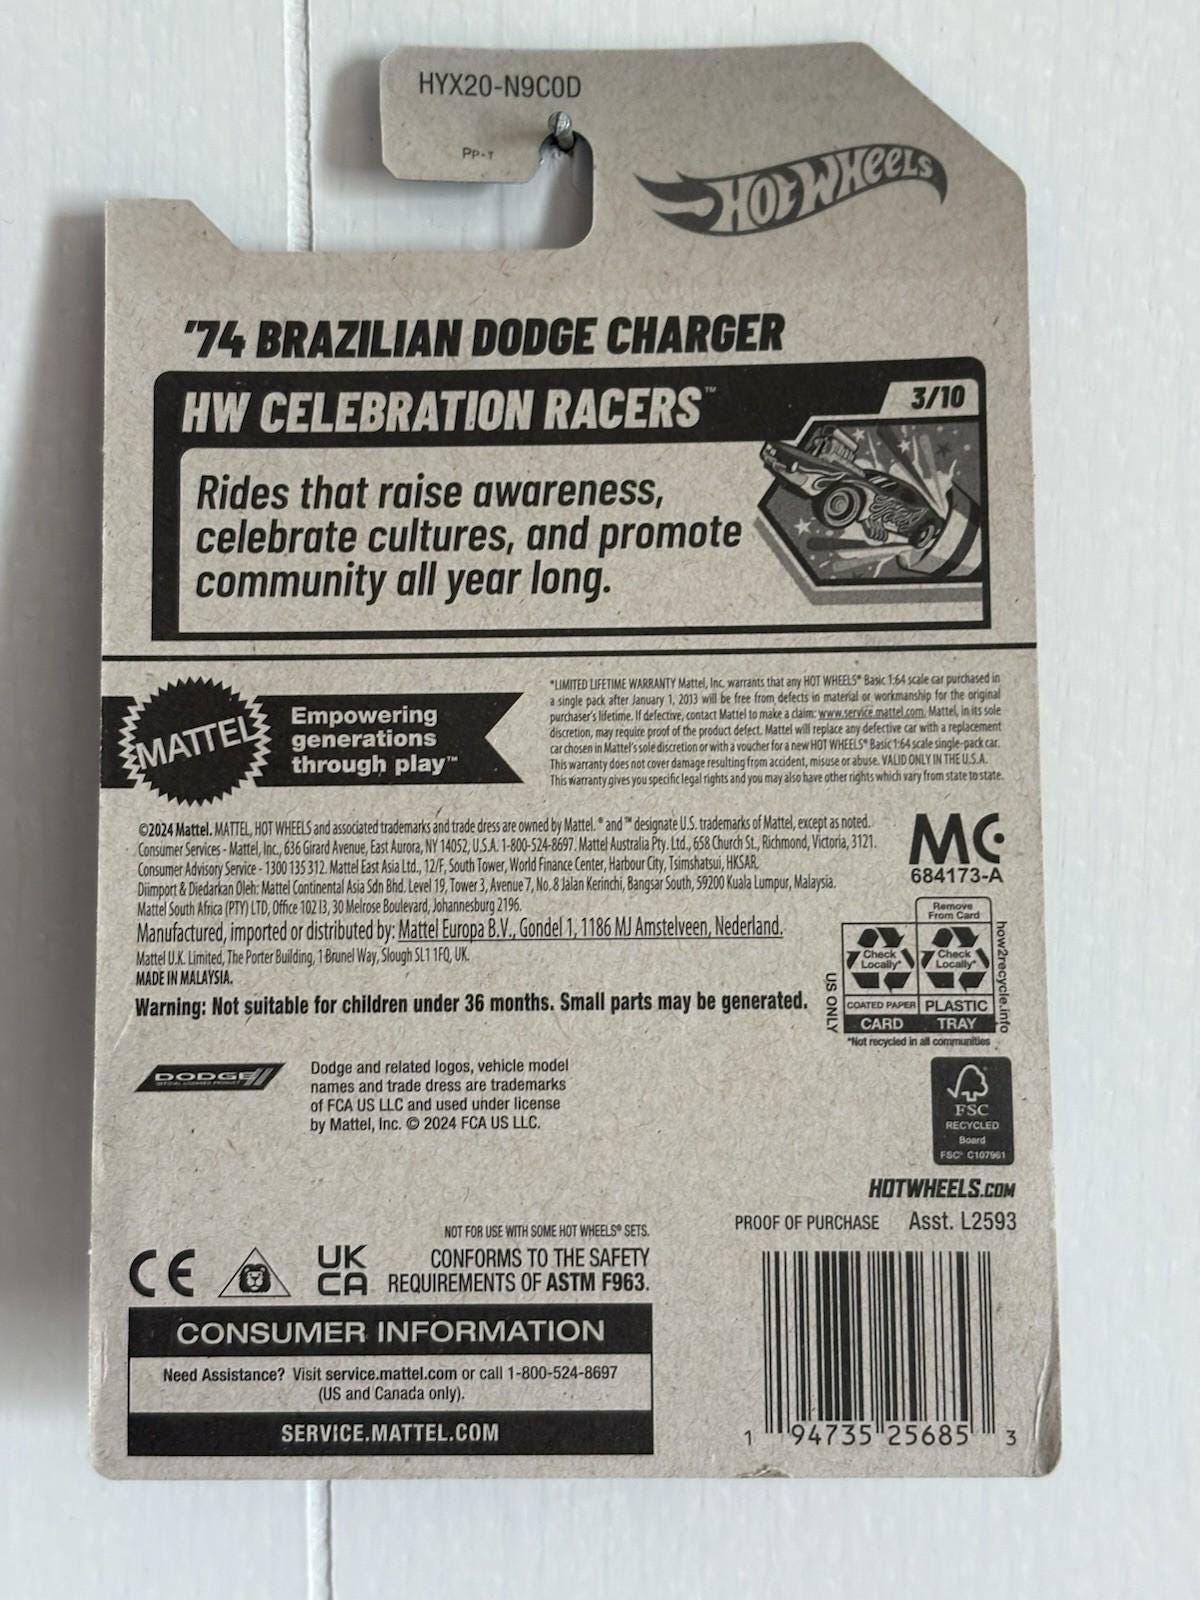 HYX20-N9C0D
PP-T
HOT WHEELS
'74 BRAZILIAN DODGE CHARGER
HW CELEBRATION RACERS™
3/10
Rides that raise awareness,
celebrate cultures, and promote
community all year long.
MATTEL
Empowering
generations
through play™
*LIMITED LIFETIME WARRANTY Mattel, Inc. warrants that any HOT WHEELS® Basic 1:64 scale car purchased in
a single pack after January 1, 2013 will be free from defects in material or workmanship for the original
purchaser's lifetime. If defective, contact Mattel to make a claim: www.service.mattel.com. Mattel, in its sole
discretion, may require proof of the product defect. Mattel will replace any defective car with a replacement
car chosen in Mattel's sole discretion or with a voucher for a new HOT WHEELS® Basic 1:64 scale single-pack car.
This warranty does not cover damage resulting from accident, misuse or abuse. VALID ONLY IN THE U.S.A.
This warranty gives you specific legal rights and you may also have other rights which vary from state to state.
©2024 Mattel. MATTEL, HOT WHEELS and associated trademarks and trade dress are owned by Mattel. ® and ™ designate U.S. trademarks of Mattel, except as noted.
Consumer Services - Mattel, Inc., 636 Girard Avenue, East Aurora, NY 14052, U.S.A. 1-800-524-8697. Mattel Australia Pty. Ltd., 658 Church St., Richmond, Victoria, 3121.
Consumer Advisory Service - 1300 135 312. Mattel East Asia Ltd., 12/F, South Tower, World Finance Center, Harbour City, Tsimshatsui, HKSAR.
Diimport & Diedarkan Oleh: Mattel Continental Asia Sdn Bhd. Level 19, Tower 3, Avenue 7, No. 8 Jalan Kerinchi, Bangsar South, 59200 Kuala Lumpur, Malaysia.
Mattel South Africa (PTY) LTD, Office 102 I3, 30 Melrose Boulevard, Johannesburg 2196.
Manufactured, imported or distributed by: Mattel Europa B.V., Gondel 1, 1186 MJ Amstelveen, Nederland.
Mattel U.K. Limited, The Porter Building, 1 Brunel Way, Slough SL1 1FQ, UK.
MADE IN MALAYSIA.
Warning: Not suitable for children under 36 months. Small parts may be generated.
MC
684173-A
Remove
From Card
Check
Locally*
Check
Locally*
COATED PAPER
PLASTIC
CARD
TRAY
US ONLY
how2recycle.info
*Not recycled in all communities
DODGE
OFFICIAL LICENSED PRODUCT
Dodge and related logos, vehicle model
names and trade dress are trademarks
of FCA US LLC and used under license
by Mattel, Inc. © 2024 FCA US LLC.
FSC
RECYCLED
Board
FSC® C107961
HOTWHEELS.COM
PROOF OF PURCHASE Asst. L2593
NOT FOR USE WITH SOME HOT WHEELS® SETS.
CE
UK
CA
CONFORMS TO THE SAFETY
REQUIREMENTS OF ASTM F963.
CONSUMER INFORMATION
Need Assistance? Visit service.mattel.com or call 1-800-524-8697
(US and Canada only).
SERVICE.MATTEL.COM
1 94735 25685 3